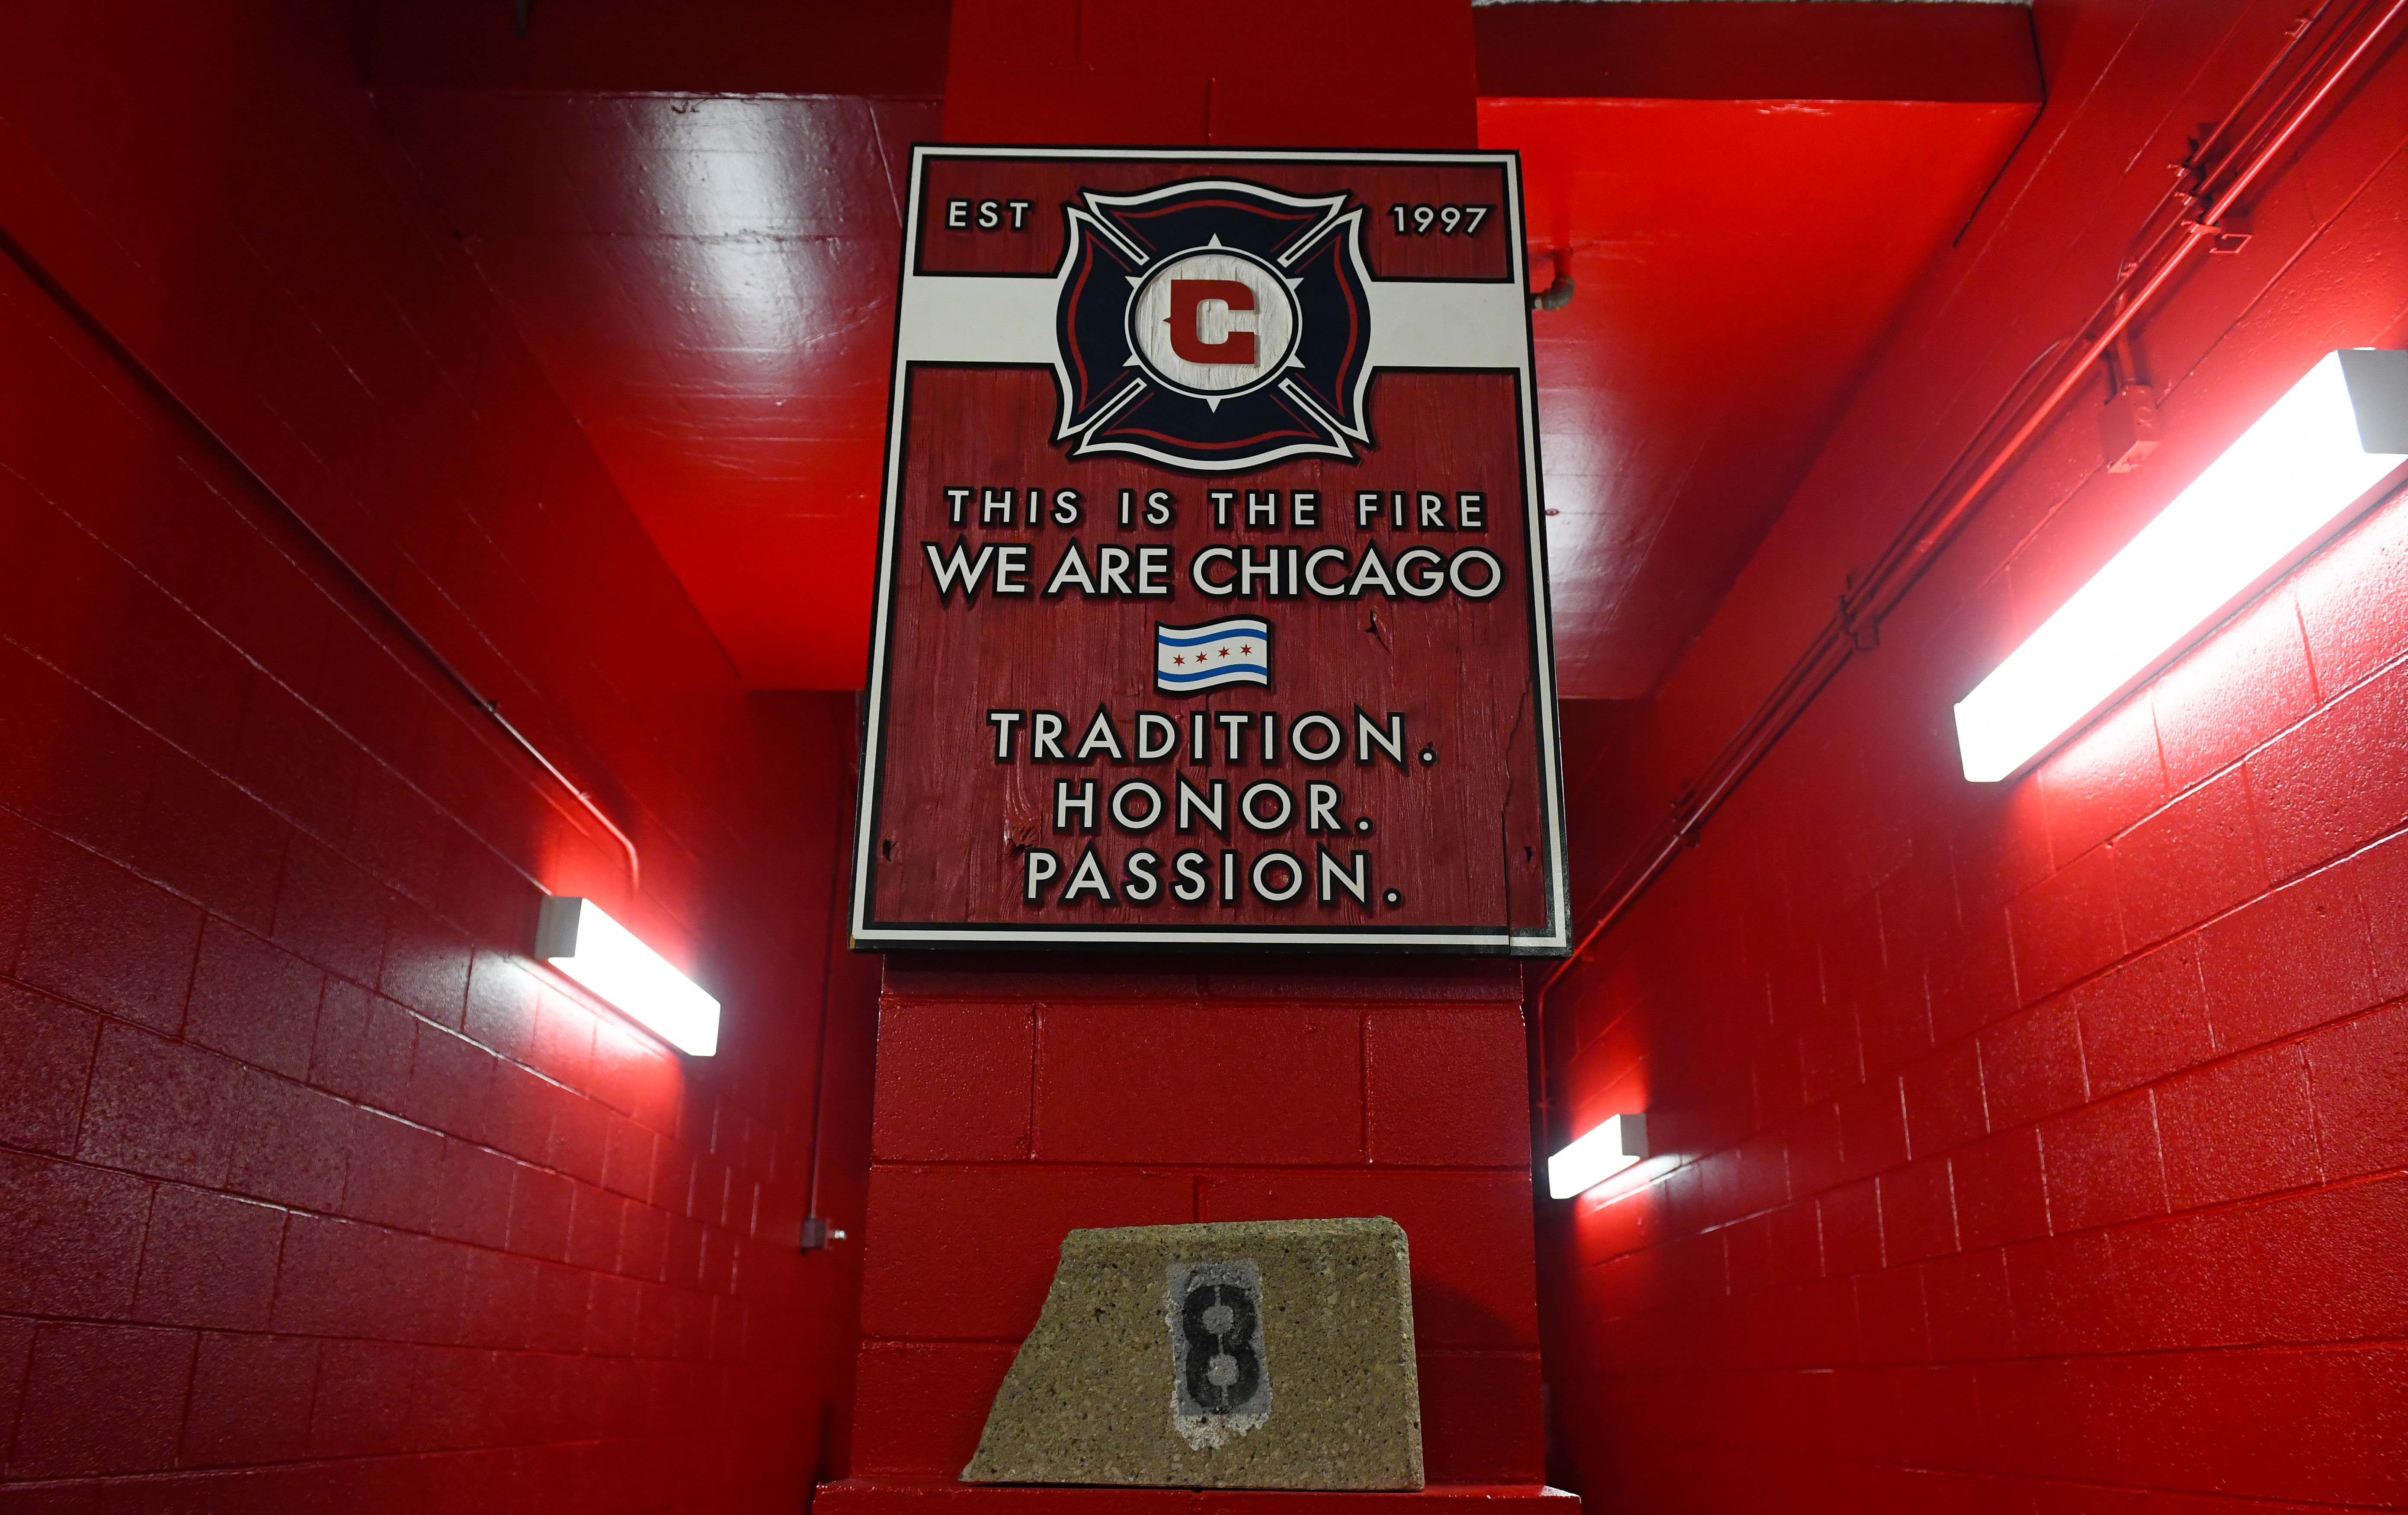 EST 1997
C
THIS IS THE FIRE
WE ARE CHICAGO
TRADITION.
HONOR.
PASSION.
8